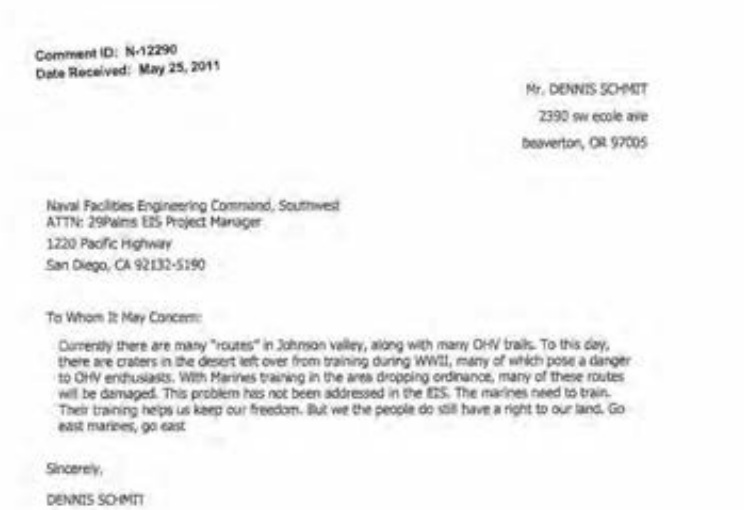 Comment ID: N-12290
Date Received: May 25, 2011
Mr. DENNIS SCHMIT
2390 sw ecole ave
beaverton, OR 97005
Naval Facilities Engineering Command, Southwest
ATTN: 29Palms EIS Project Manager
1220 Pacific Highway
San Diego, CA 92132-5190
To Whom It May Concern:
Currently there are many "routes" in Johnson valley, along with many OHV trails. To this day,
there are craters in the desert left over from training during WWII, many of which pose a danger
to OHV enthusiasts. With Marines training in the area dropping ordinance, many of these routes
will be damaged. This problem has not been addressed in the EIS. The marines need to train.
Their training helps us keep our freedom. But we the people do still have a right to our land. Go
east marines, go east
Sincerely,
DENNIS SCHMIT